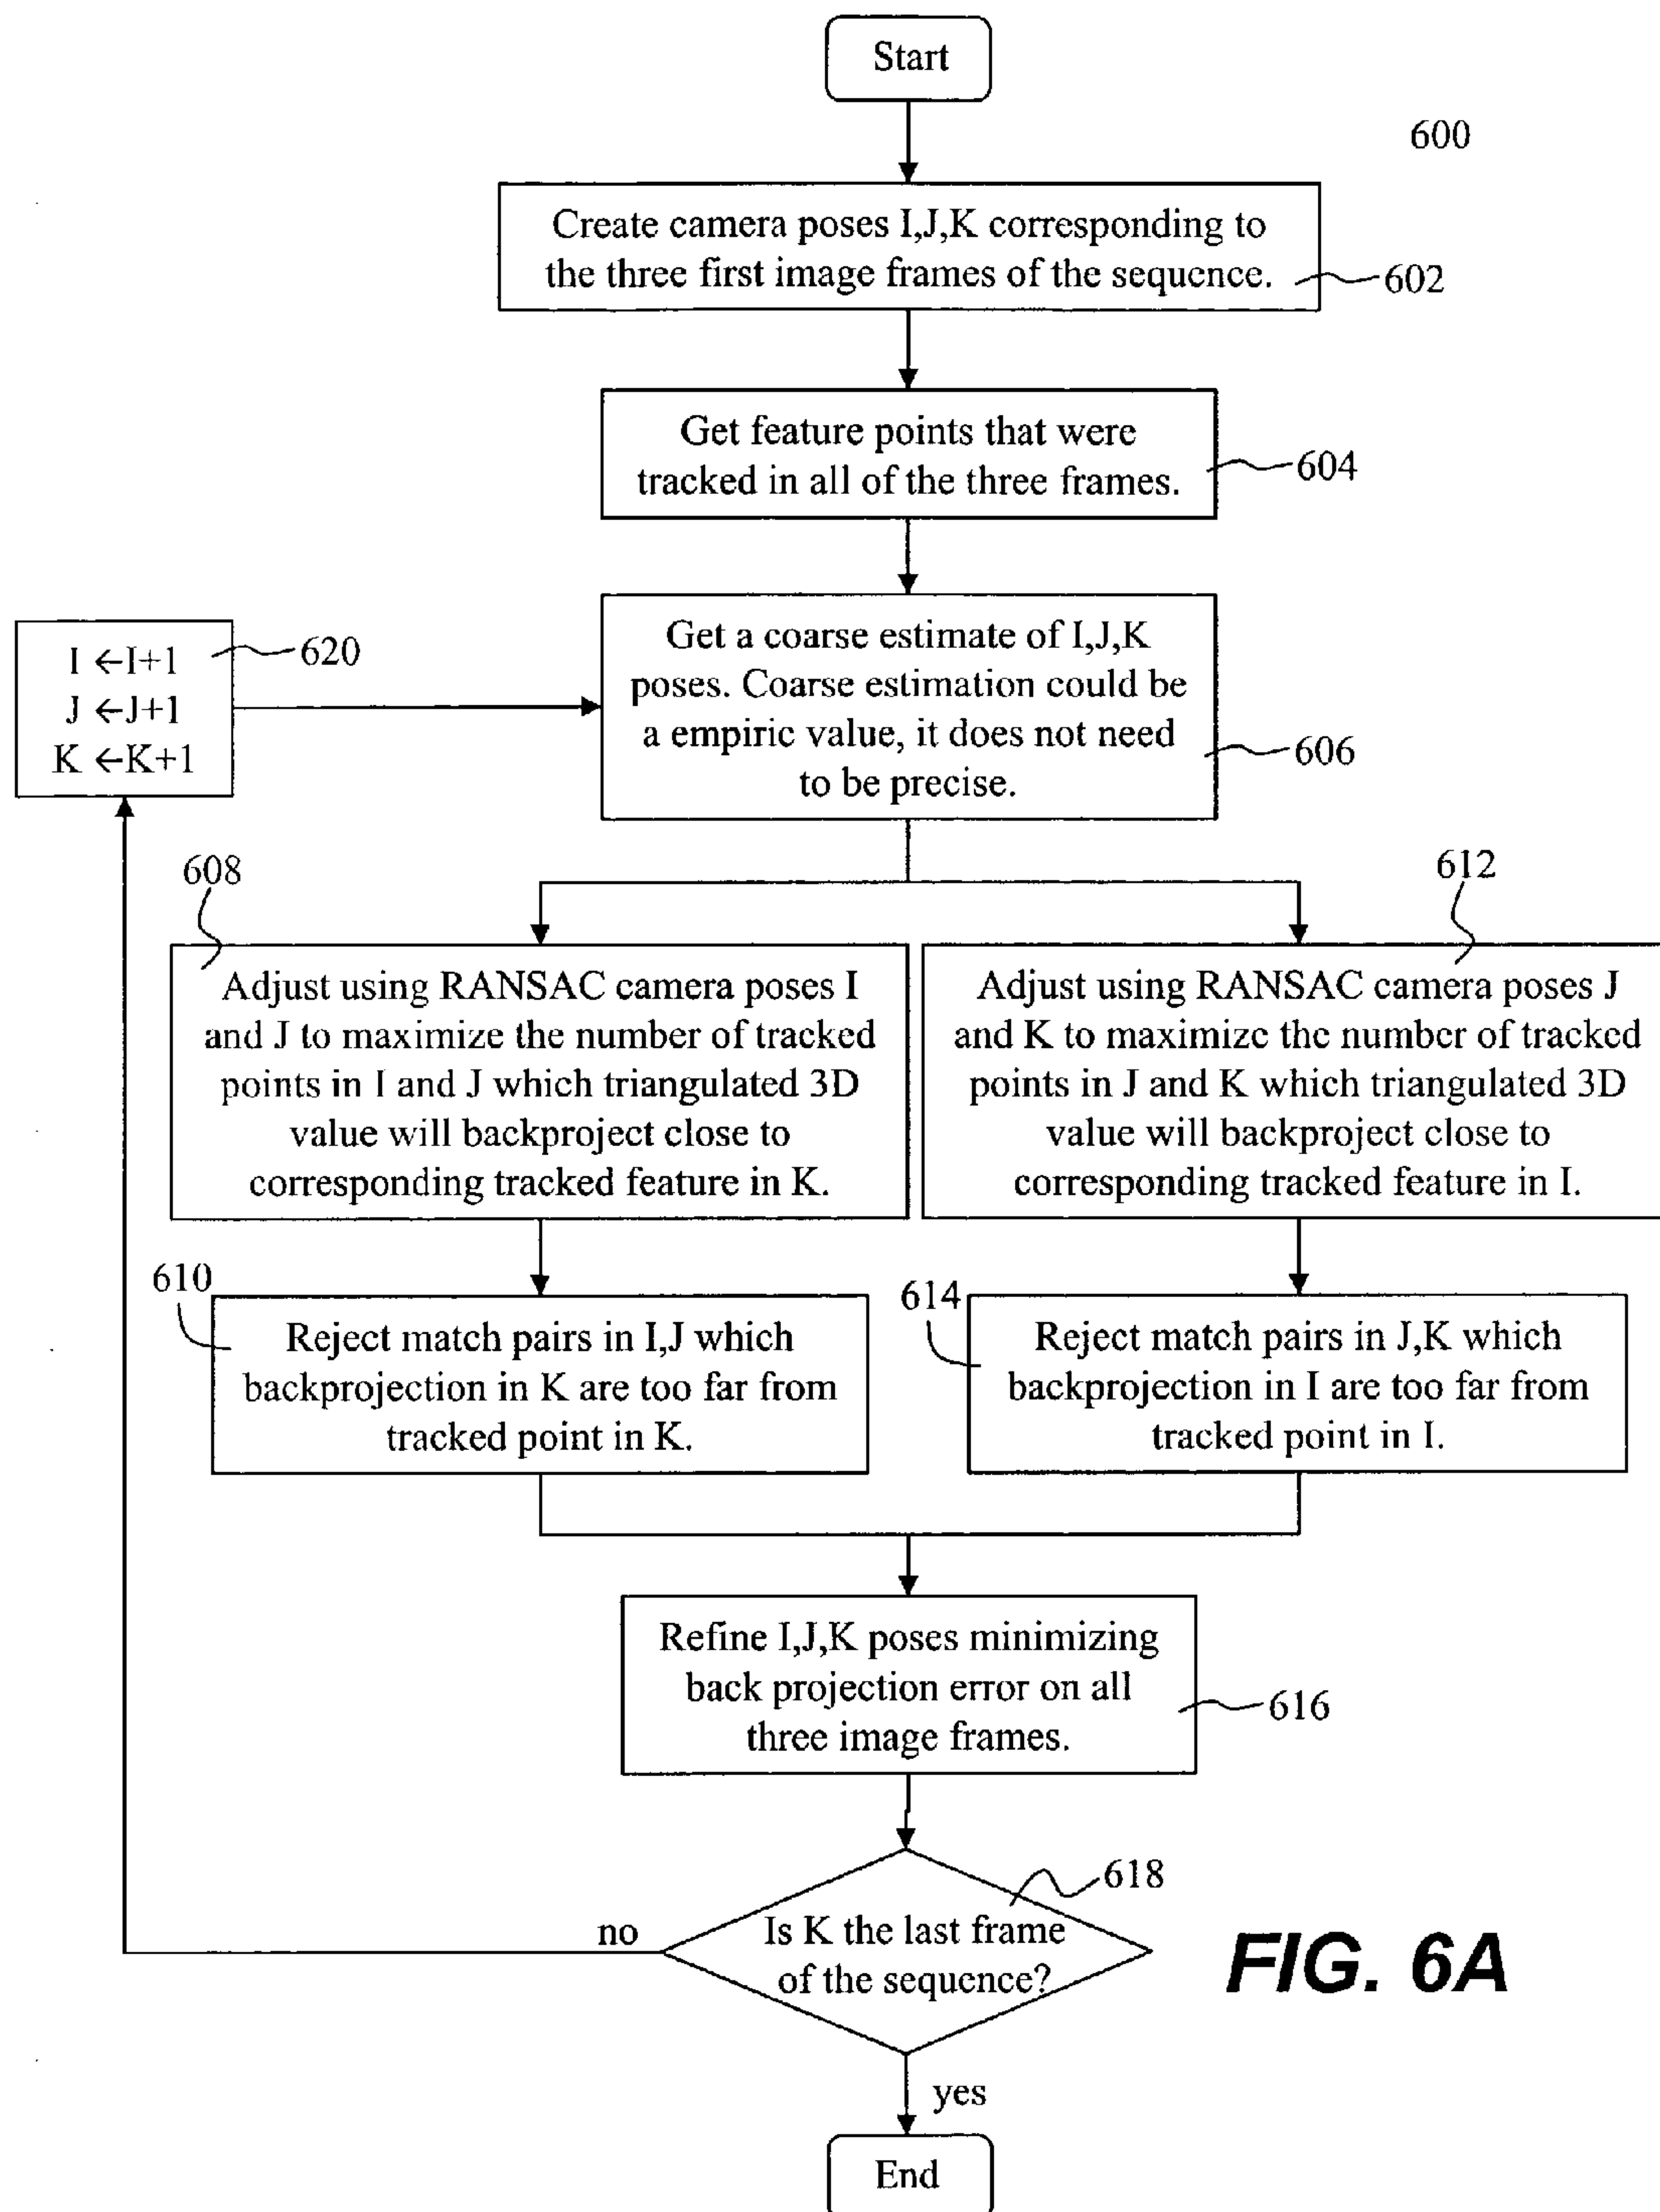 Start
600
Create camera poses I,J,K corresponding to
the three first image frames of the sequence.
602
Get feature points that were
tracked in all of the three frames.
604
I ←I+1
J ←J+1
K ←K+1
620
Get a coarse estimate of I,J,K
poses. Coarse estimation could be
a empiric value, it does not need
to be precise.
606
608
Adjust using RANSAC camera poses I
and J to maximize the number of tracked
points in I and J which triangulated 3D
value will backproject close to
corresponding tracked feature in K.
612
Adjust using RANSAC camera poses J
and K to maximize the number of tracked
points in J and K which triangulated 3D
value will backproject close to
corresponding tracked feature in I.
610
Reject match pairs in I,J which
backprojection in K are too far from
tracked point in K.
614
Reject match pairs in J,K which
backprojection in I are too far from
tracked point in I.
Refine I,J,K poses minimizing
back projection error on all
three image frames.
616
618
no
Is K the last frame
of the sequence?
FIG. 6A
yes
End